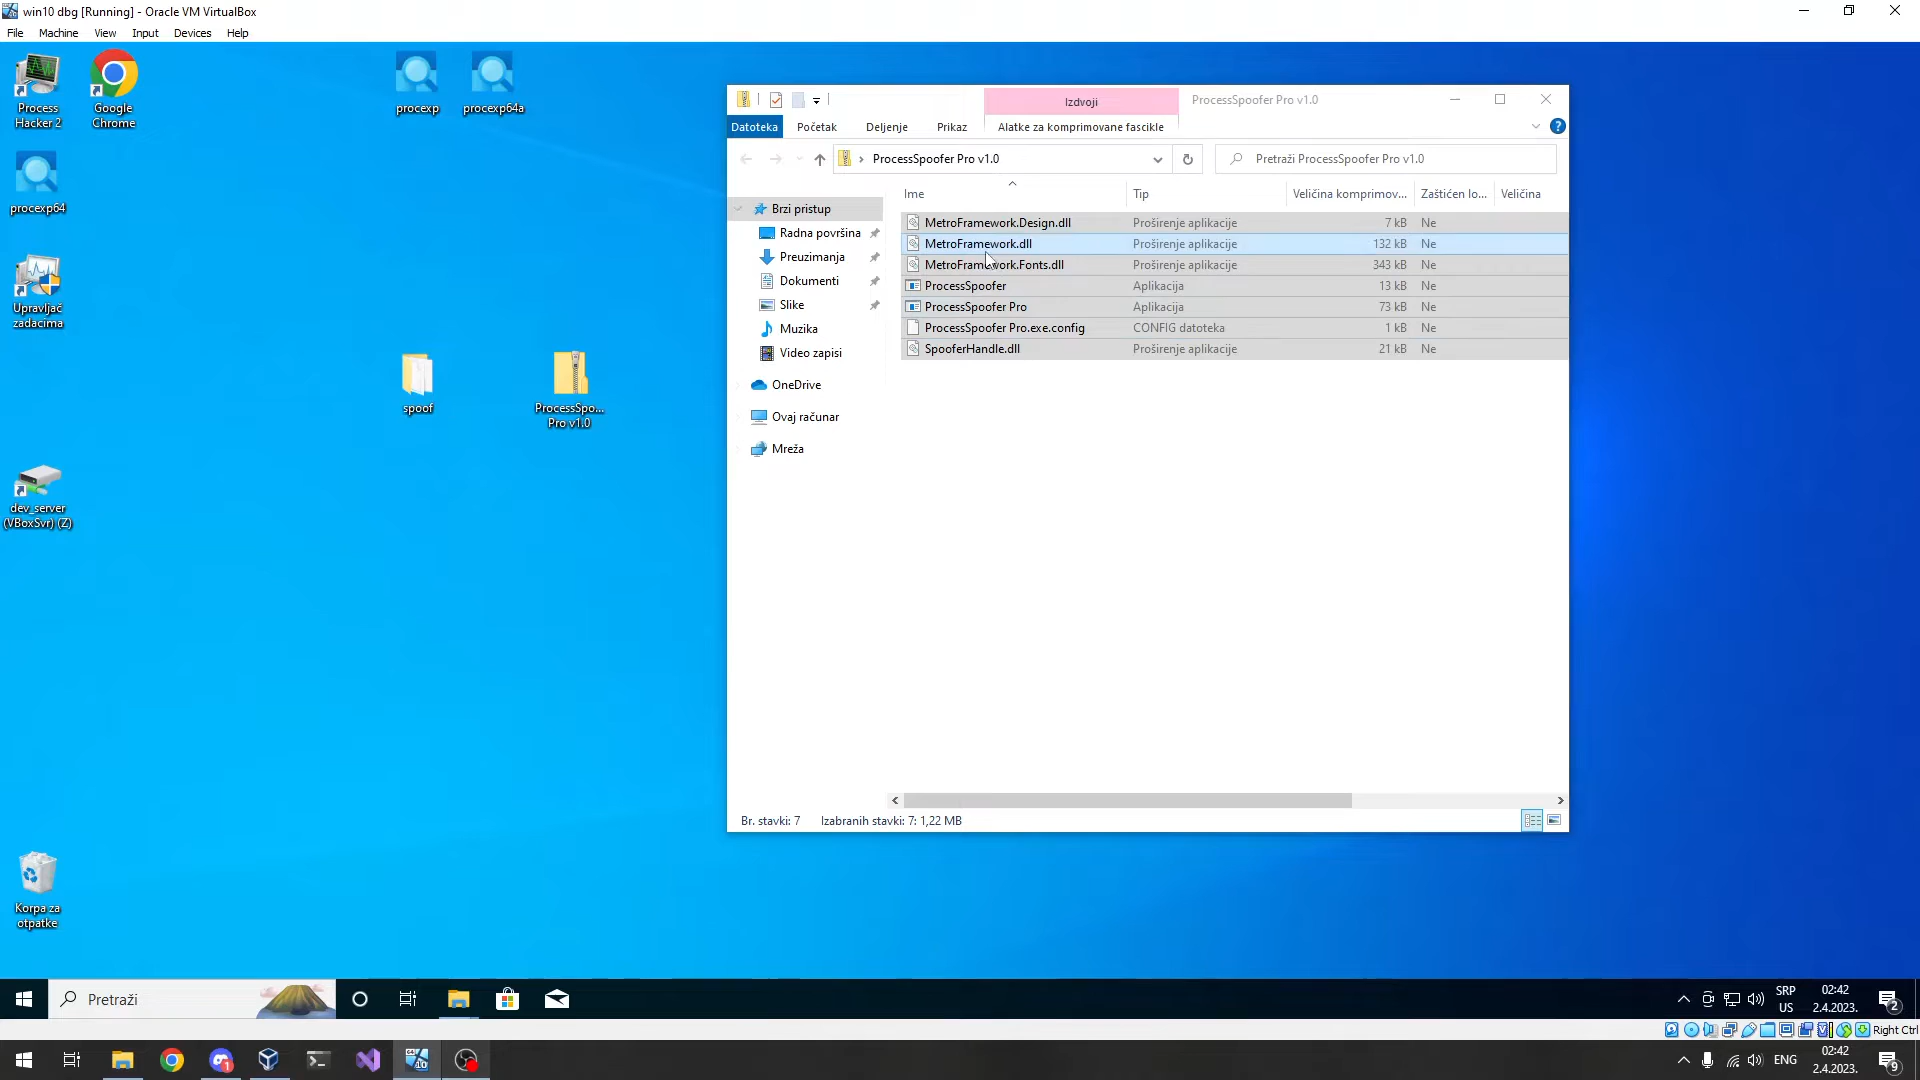 win10 dbg [Running] - Oracle VM VirtualBox
File Machine View Input Devices Help
Process
Hacker 2
Google
Chrome
procexp
procexp64a
procexp64
Upravljač
zadacima
spoof
ProcessSpo...
Pro v1.0
dev_server
(VBoxSvr) (Z)
Korpa za
otpatke
Izdvoji
ProcessSpoofer Pro v1.0
Datoteka Početak Deljenje Prikaz Alatke za komprimovane fascikle
ProcessSpoofer Pro v1.0
Pretraži ProcessSpoofer Pro v1.0
Ime Tip Veličina komprimov... Zaštićen lo... Veličina
Brzi pristup
Radna površina
Preuzimanja
Dokumenti
Slike
Muzika
Video zapisi
OneDrive
Ovaj računar
Mreža
MetroFramework.Design.dll Proširenje aplikacije 7 kB Ne
MetroFramework.dll Proširenje aplikacije 132 kB Ne
MetroFramework.Fonts.dll Proširenje aplikacije 343 kB Ne
ProcessSpoofer Aplikacija 13 kB Ne
ProcessSpoofer Pro Aplikacija 73 kB Ne
ProcessSpoofer Pro.exe.config CONFIG datoteka 1 kB Ne
SpooferHandle.dll Proširenje aplikacije 21 kB Ne
Br. stavki: 7 Izabranih stavki: 7: 1,22 MB
Pretraži
SRP
US
02:42
2.4.2023.
2
Right Ctrl
1
64
10
ENG
02:42
2.4.2023.
9